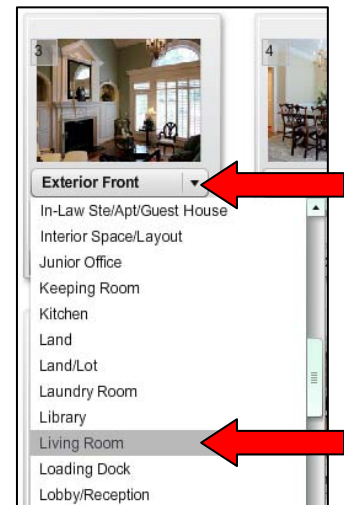 3
4
Exterior Front
In-Law Ste/Apt/Guest House
Interior Space/Layout
Junior Office
Keeping Room
Kitchen
Land
Land/Lot
Laundry Room
Library
Living Room
Loading Dock
Lobby/Reception